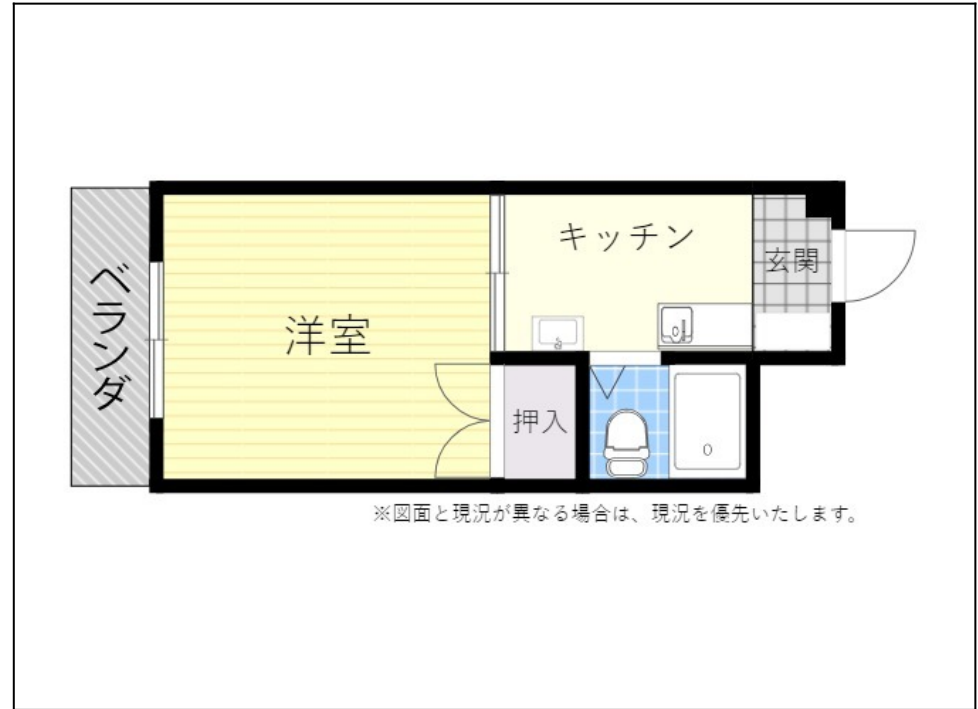 キッチン
玄関
ベランダ
洋室
押入
※図面と現況が異なる場合は、現況を優先いたします。